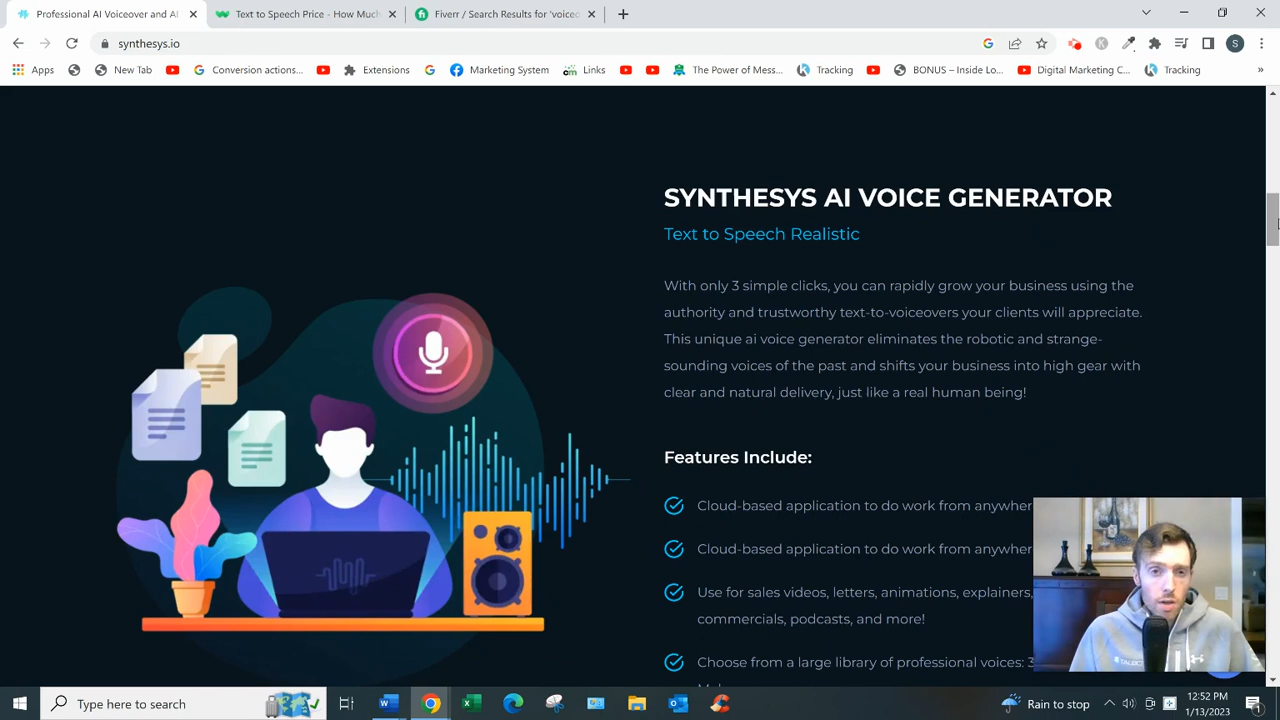 Professional AI Voiceover and AI
Text to Speech Price - How Much
Fiverr / Search Results for 'voiceo
synthesys.io
S
Apps
New Tab
Conversion actions...
Extensions
Marketing System
Links
The Power of Mess...
Tracking
BONUS – Inside Lo...
Digital Marketing C...
Tracking
»
SYNTHESYS AI VOICE GENERATOR
Text to Speech Realistic
With only 3 simple clicks, you can rapidly grow your business using the
authority and trustworthy text-to-voiceovers your clients will appreciate.
This unique ai voice generator eliminates the robotic and strange-
sounding voices of the past and shifts your business into high gear with
clear and natural delivery, just like a real human being!
Features Include:
Cloud-based application to do work from anywher
Cloud-based application to do work from anywher
Use for sales videos, letters, animations, explainers,
commercials, podcasts, and more!
Choose from a large library of professional voices: 3
Type here to search
Rain to stop
12:52 PM
1/13/2023